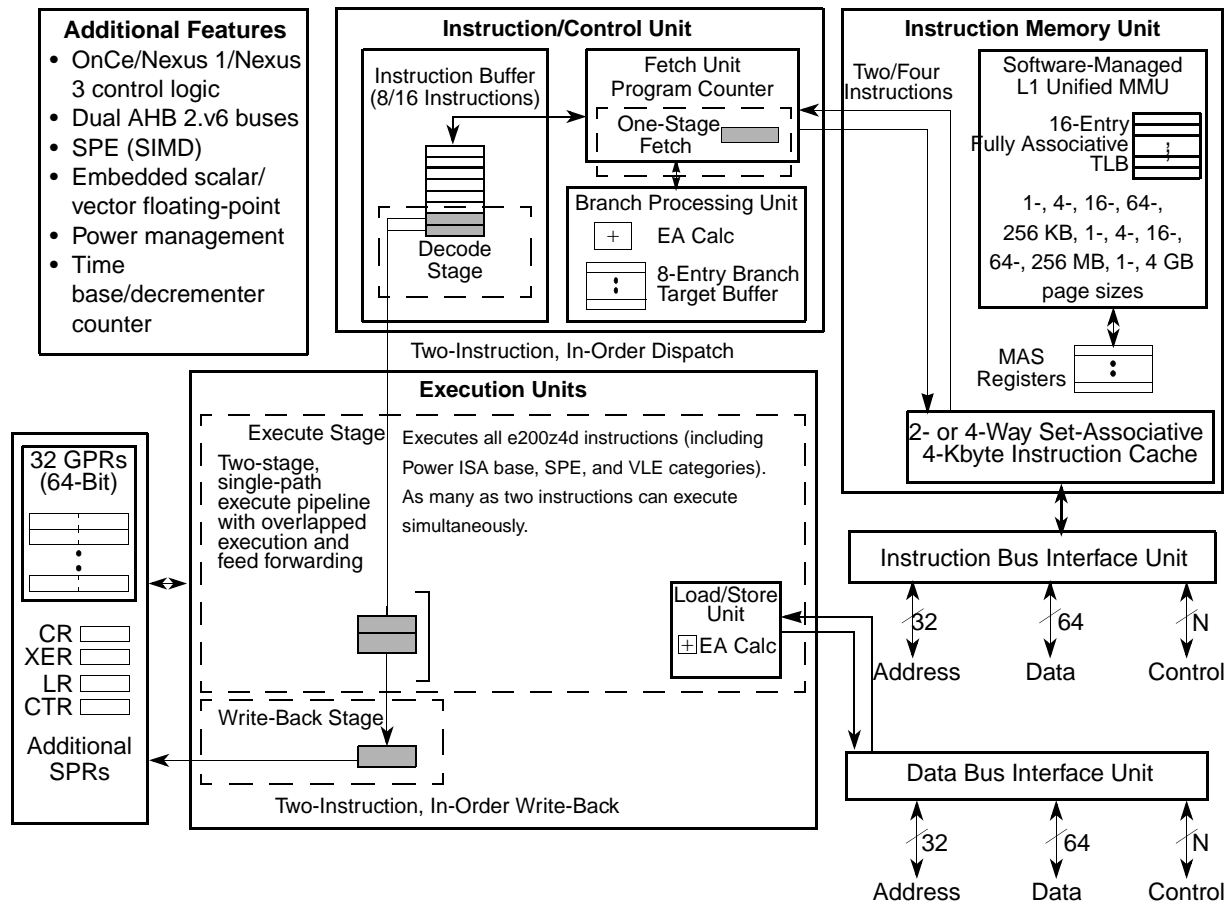 Additional Features
• OnCe/Nexus 1/Nexus
3 control logic
• Dual AHB 2.v6 buses
• SPE (SIMD)
• Embedded scalar/
vector floating-point
• Power management
• Time
base/decrementer
counter
Instruction/Control Unit
Instruction Buffer
(8/16 Instructions)
Decode
Stage
Fetch Unit
Program Counter
One-Stage
Fetch
Branch Processing Unit
+ EA Calc
8-Entry Branch
Target Buffer
Two/Four
Instructions
Instruction Memory Unit
Software-Managed
L1 Unified MMU
16-Entry
Fully Associative
TLB
1-, 4-, 16-, 64-,
256 KB, 1-, 4-, 16-,
64-, 256 MB, 1-, 4 GB
page sizes
MAS
Registers
2- or 4-Way Set-Associative
4-Kbyte Instruction Cache
Two-Instruction, In-Order Dispatch
Execution Units
Execute Stage
Two-stage,
single-path
execute pipeline
with overlapped
execution and
feed forwarding
Executes all e200z4d instructions (including
Power ISA base, SPE, and VLE categories).
As many as two instructions can execute
simultaneously.
Load/Store
Unit
+ EA Calc
Write-Back Stage
Two-Instruction, In-Order Write-Back
32 GPRs
(64-Bit)
CR
XER
LR
CTR
Additional
SPRs
Instruction Bus Interface Unit
32
64
N
Address
Data
Control
Data Bus Interface Unit
32
64
N
Address
Data
Control